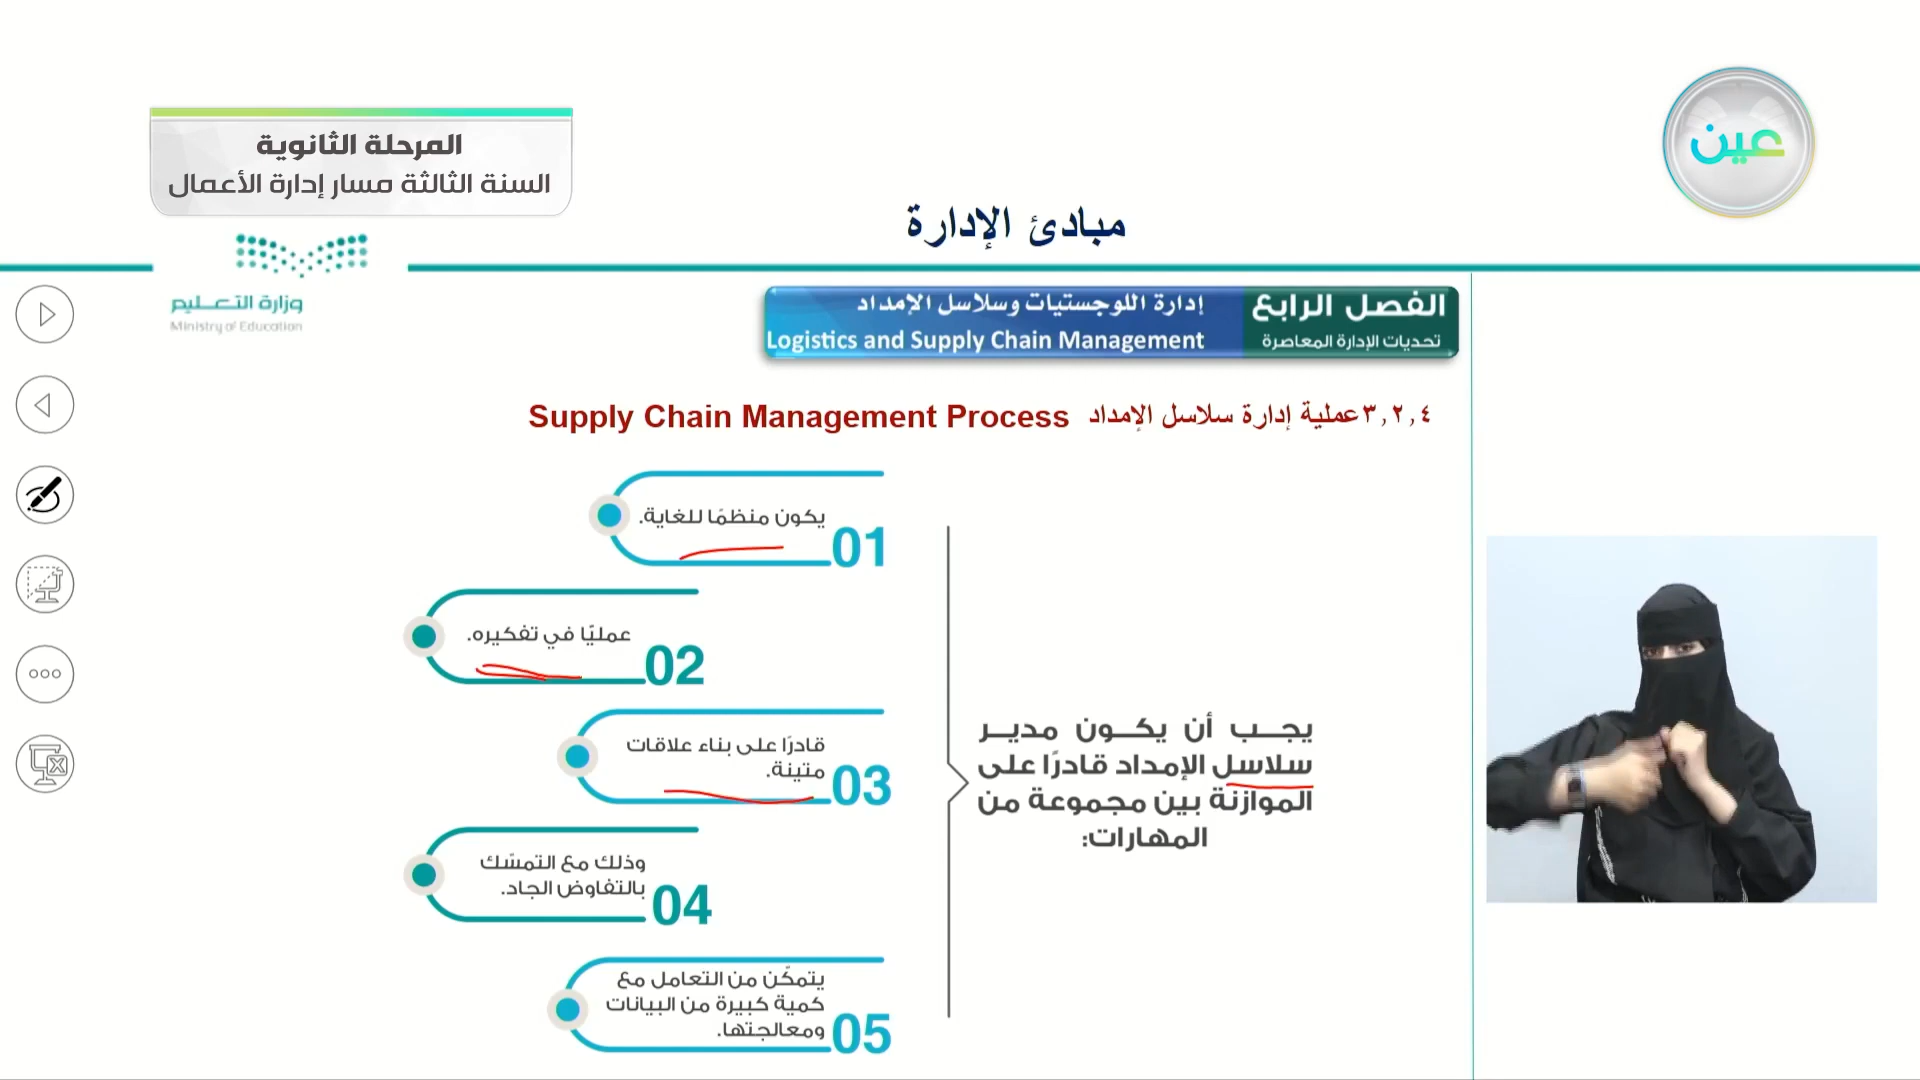 المرحلة الثانوية
السنة الثالثة مسار إدارة الأعمال
عين
مبادئ الإدارة
وزارة التعليم
Ministry of Education
الفصل الرابع
تحديات الإدارة المعاصرة
إدارة اللوجستيات وسلاسل الإمداد
Logistics and Supply Chain Management
٣,٢,٤ عملية إدارة سلاسل الإمداد Supply Chain Management Process
يجب أن يكون مدير
سلاسل الإمداد قادرًا على
الموازنة بين مجموعة من
المهارات:
01
يكون منظمًا للغاية.
02
عمليًا في تفكيره.
03
قادرًا على بناء علاقات
متينة.
04
وذلك مع التمسّك
بالتفاوض الجاد.
05
يتمكّن من التعامل مع
كمية كبيرة من البيانات
ومعالجتها.